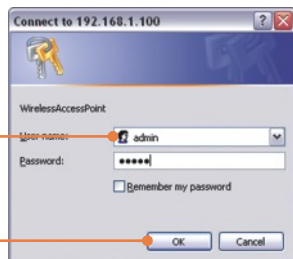 Connect to 192.168.1.100
WirelessAccessPoint
User name:
admin
Password:
•••••
Remember my password
OK
Cancel